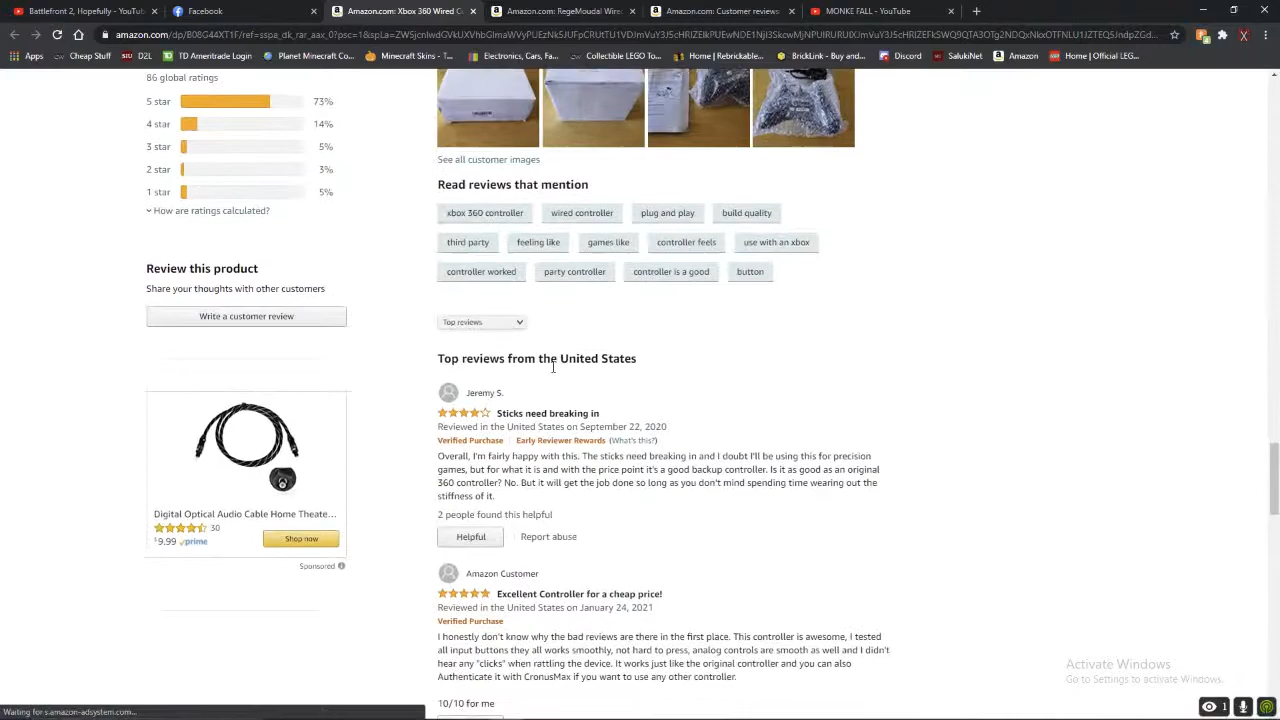 Battlefront 2, Hopefully - YouTub
Facebook
Amazon.com: Xbox 360 Wired C
Amazon.com: RegeModal Wired
Amazon.com: Customer reviews
MONKE FALL - YouTube
Apps
Cheap Stuff
D2L
TD Ameritrade Login
Planet Minecraft Co...
Minecraft Skins - T...
Electronics, Cars, Fa...
Collectible LEGO To...
Home | Rebrickable...
BrickLink - Buy and...
Discord
SalukiNet
Amazon
Home | Official LEG...
86 global ratings
5 star 73%
4 star 14%
3 star 5%
2 star 3%
1 star 5%
How are ratings calculated?
Review this product
Share your thoughts with other customers
Write a customer review
Digital Optical Audio Cable Home Theate...
30
$9.99 prime
Shop now
Sponsored
See all customer images
Read reviews that mention
xbox 360 controller wired controller plug and play build quality
third party feeling like games like controller feels use with an xbox
controller worked party controller controller is a good button
Top reviews
Top reviews from the United States
Jeremy S.
Sticks need breaking in
Reviewed in the United States on September 22, 2020
Verified Purchase | Early Reviewer Rewards (What's this?)
Overall, I'm fairly happy with this. The sticks need breaking in and I doubt I'll be using this for precision
games, but for what it is and with the price point it's a good backup controller. Is it as good as an original
360 controller? No. But it will get the job done so long as you don't mind spending time wearing out the
stiffness of it.
2 people found this helpful
Helpful Report abuse
Amazon Customer
Excellent Controller for a cheap price!
Reviewed in the United States on January 24, 2021
Verified Purchase
I honestly don't know why the bad reviews are there in the first place. This controller is awesome, I tested
all input buttons they all works smoothly, not hard to press, analog controls are smooth as well and I didn't
hear any "clicks" when rattling the device. It works just like the original controller and you can also
Authenticate it with CronusMax if you want to use any other controller.
10/10 for me
Activate Windows
Go to Settings to activate Windows.
Waiting for s.amazon-adsystem.com...
1